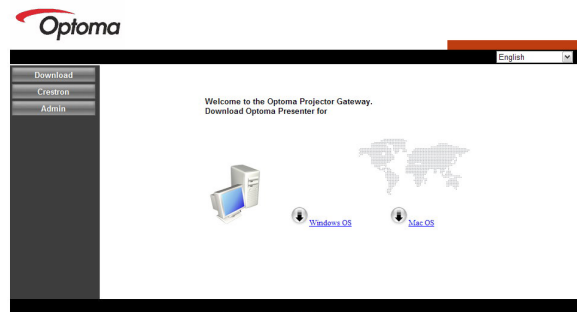 Optoma
English
Download
Crestron
Admin
Welcome to the Optoma Projector Gateway.
Download Optoma Presenter for
Windows OS
Mac OS